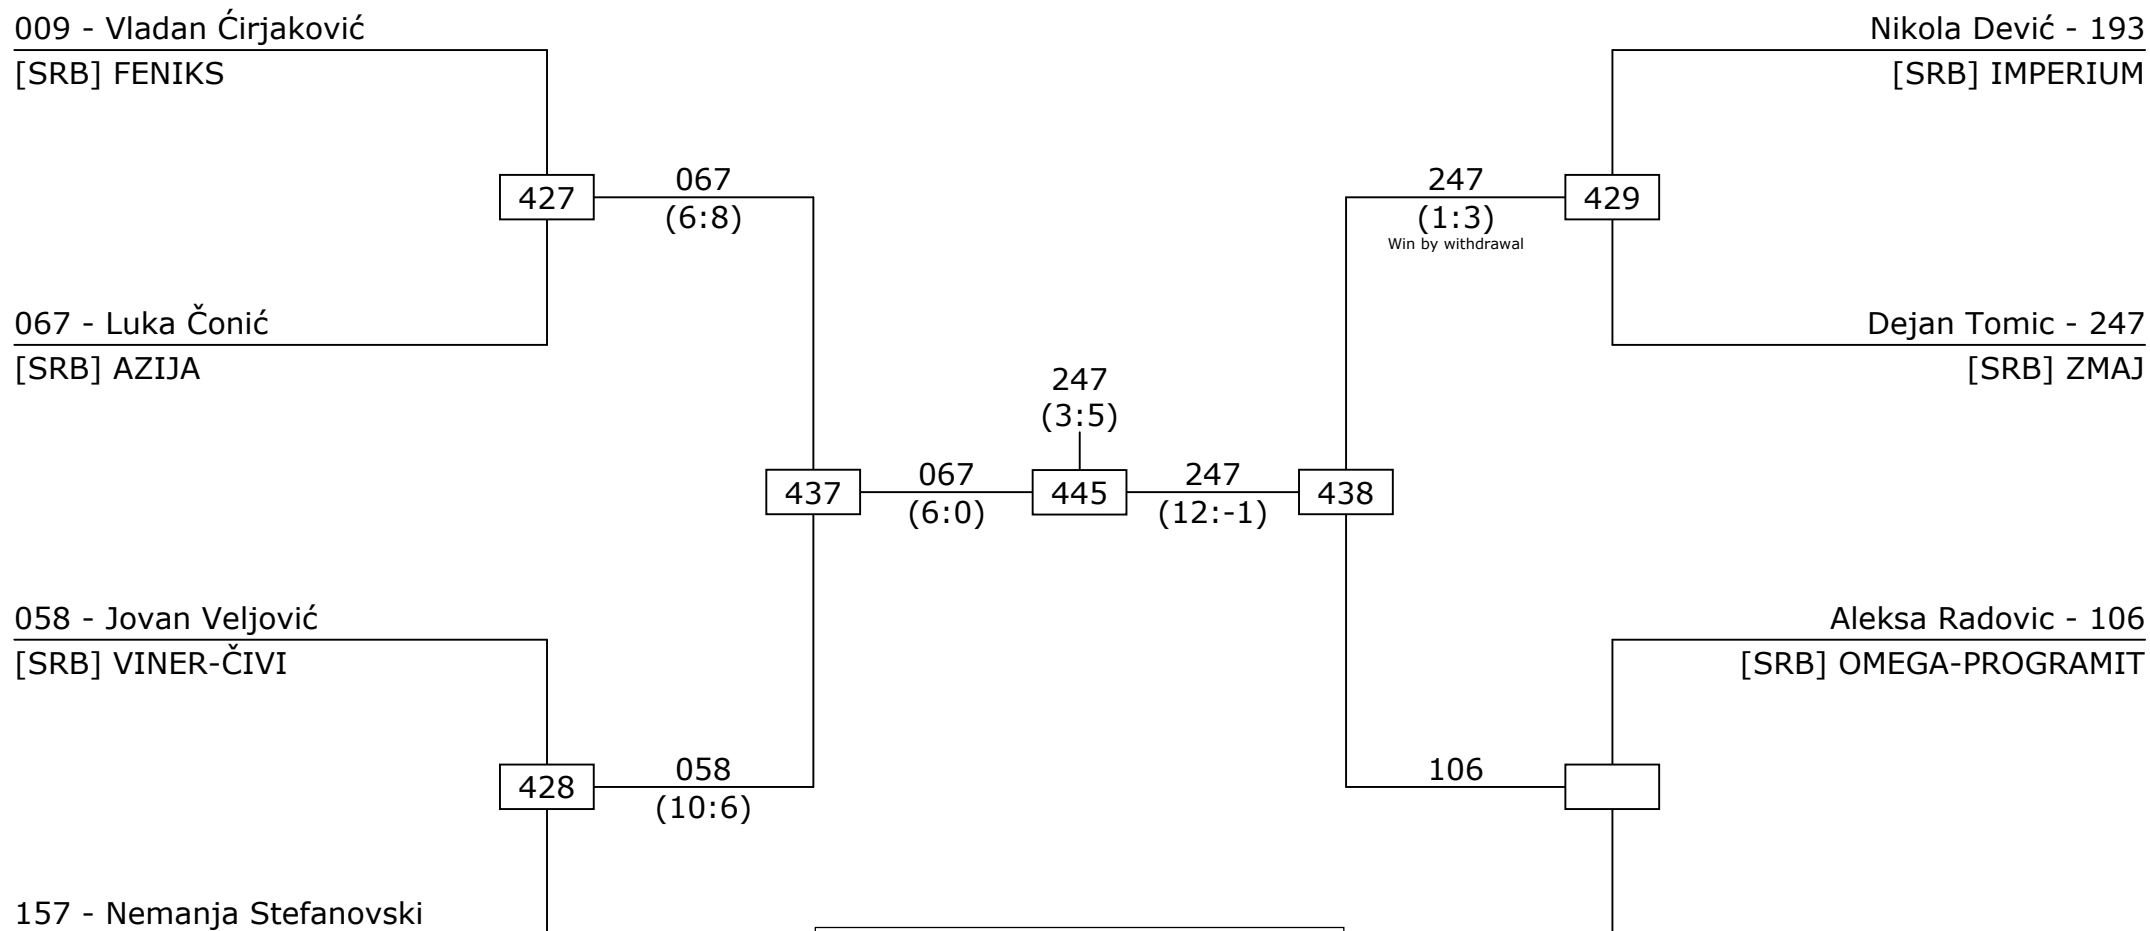 009 - Vladan Ćirjaković
[SRB] FENIKS
Nikola Dević - 193
[SRB] IMPERIUM
427
067
(6:8)
247
(1:3)
Win by withdrawal
429
067 - Luka Čonić
[SRB] AZIJA
Dejan Tomic - 247
[SRB] ZMAJ
247
(3:5)
437
067
(6:0)
445
247
(12:-1)
438
058 - Jovan Veljović
[SRB] VINER-ČIVI
Aleksa Radovic - 106
[SRB] OMEGA-PROGRAMIT
428
058
(10:6)
106
157 - Nemanja Stefanovski